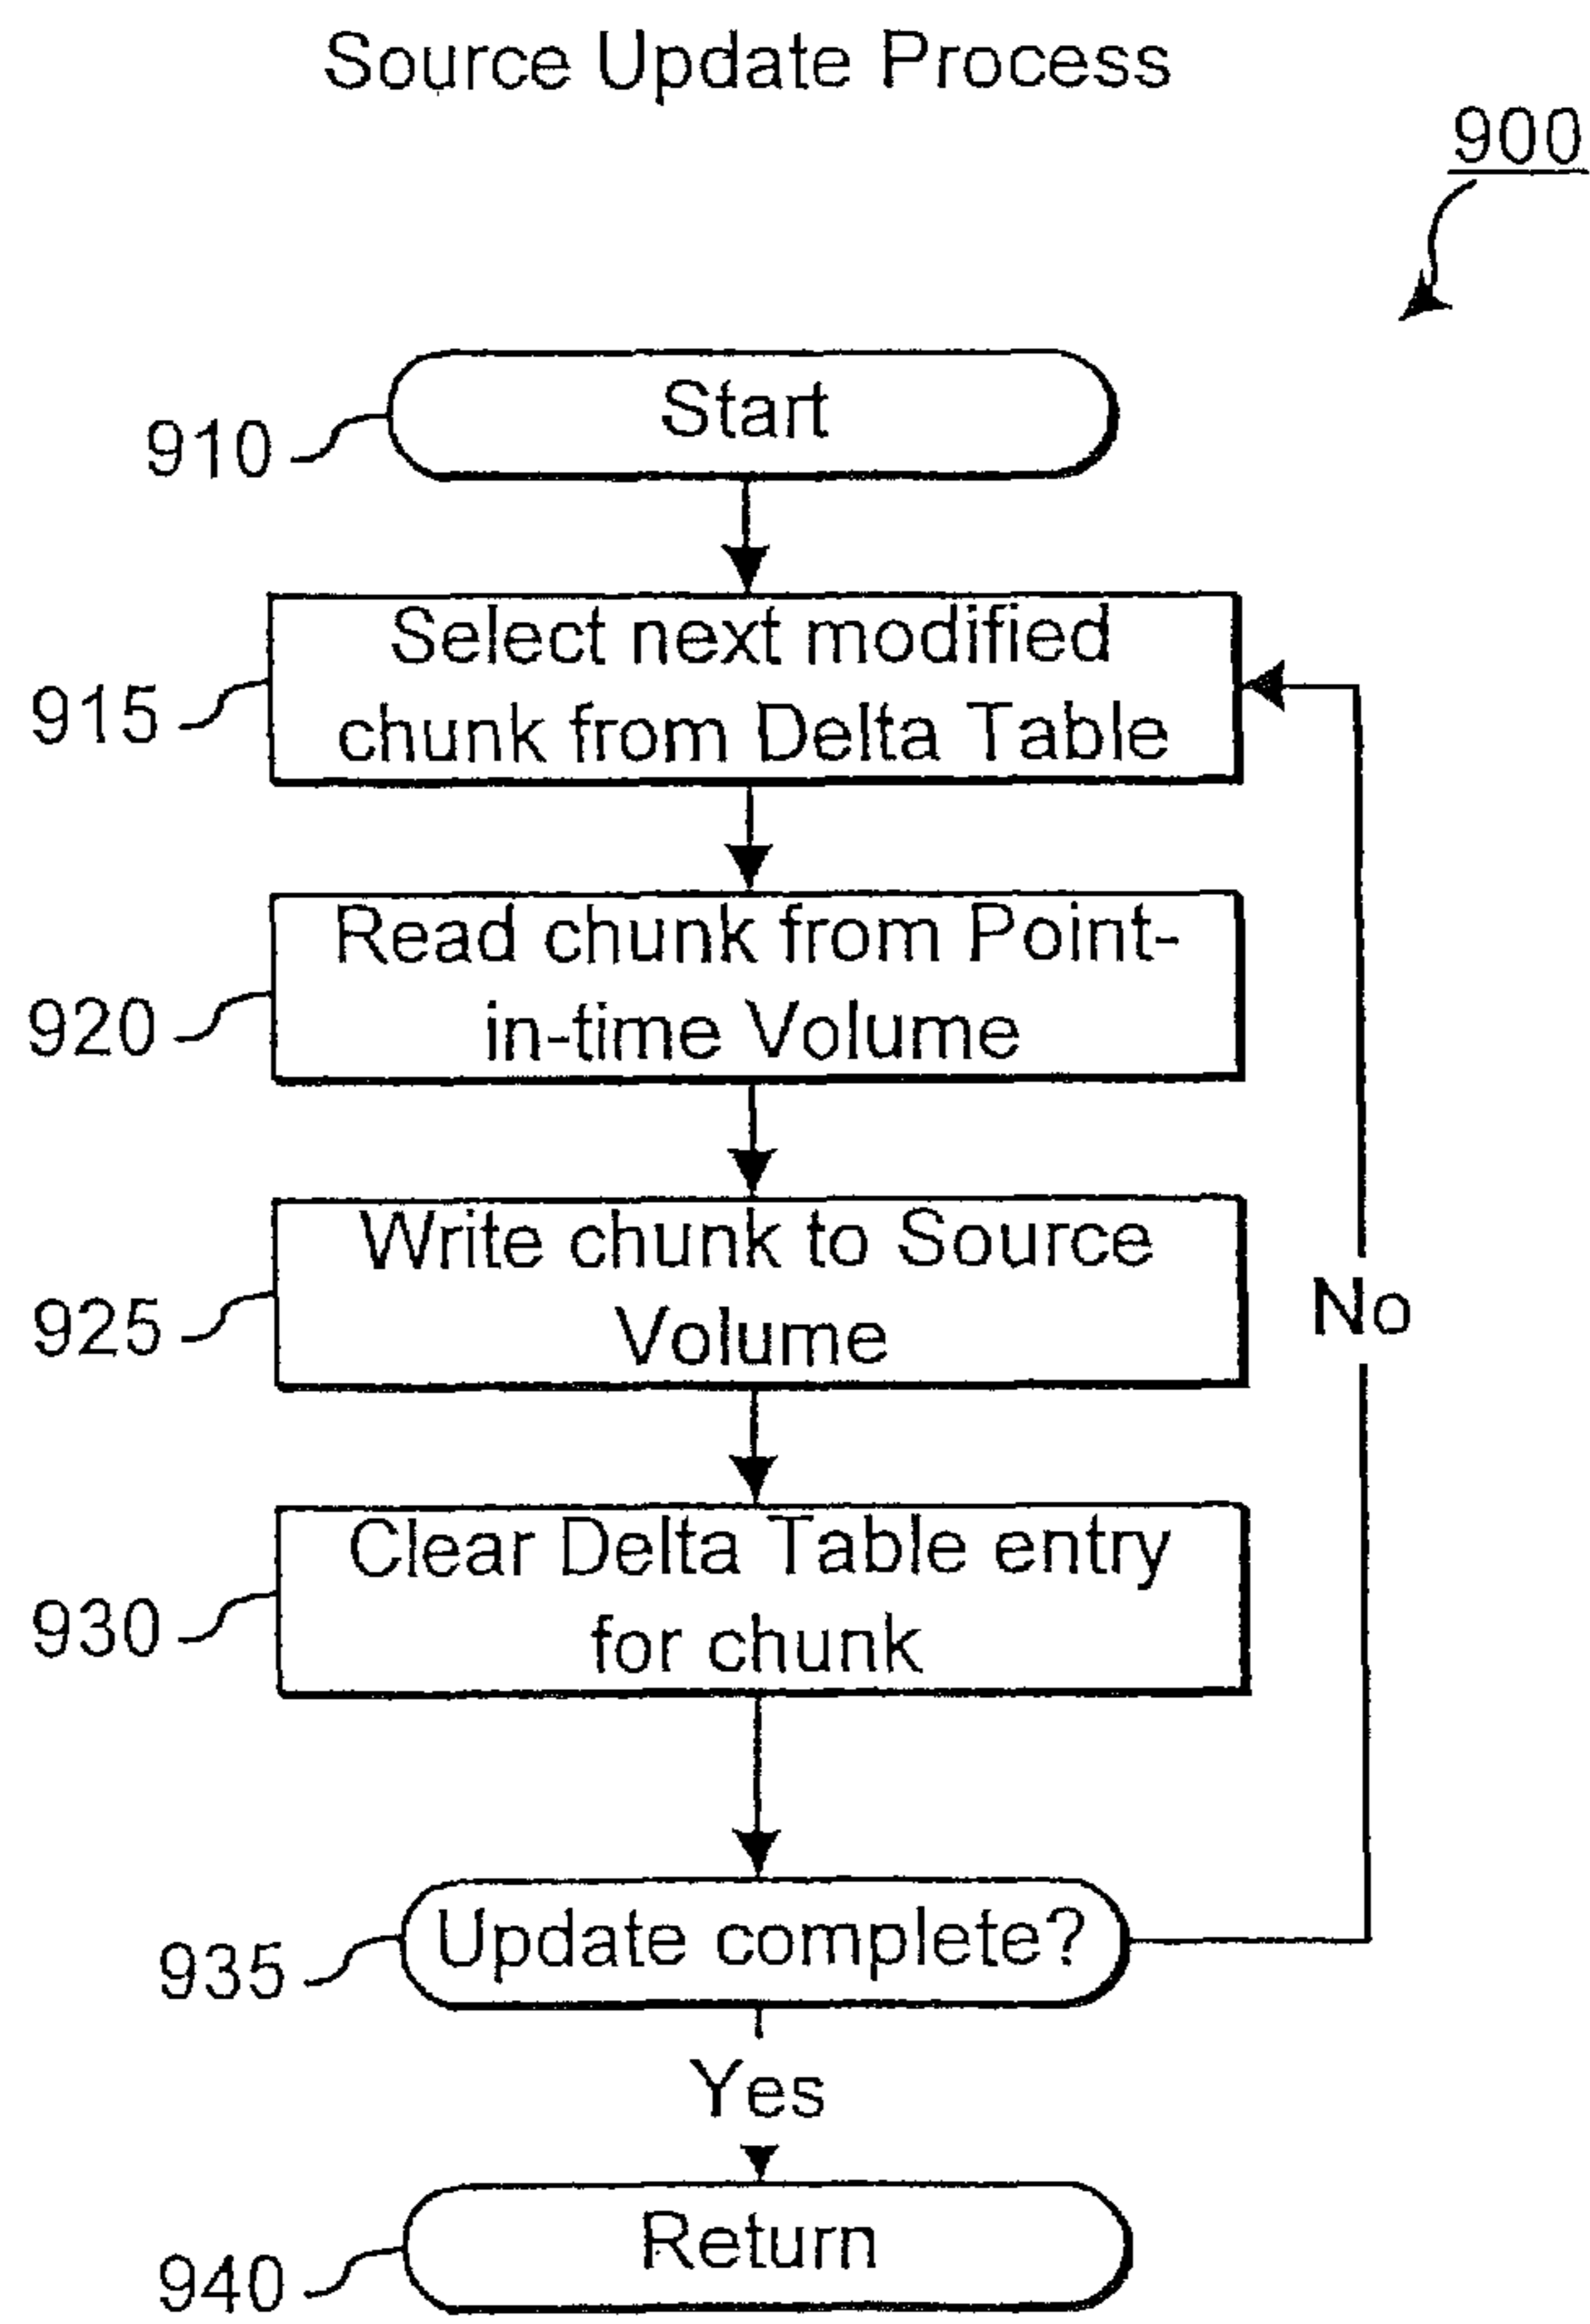 Source Update Process
900
Start
910
Select next modified
chunk from Delta Table
915
Read chunk from Point-
in-time Volume
920
Write chunk to Source
Volume
925
No
Clear Delta Table entry
for chunk
930
Update complete?
935
Yes
Return
940